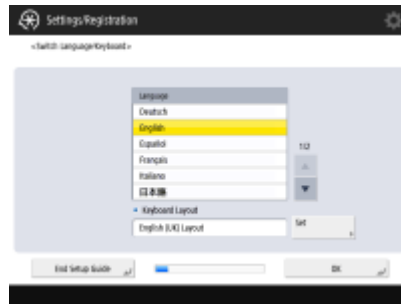 Settings/Registration
<Switch Language/Keyboard>
Language
Deutsch
English
Español
Français
Italiano
日本語
1/2
Keyboard Layout
English (UK) Layout
Set
End Setup Guide
OK